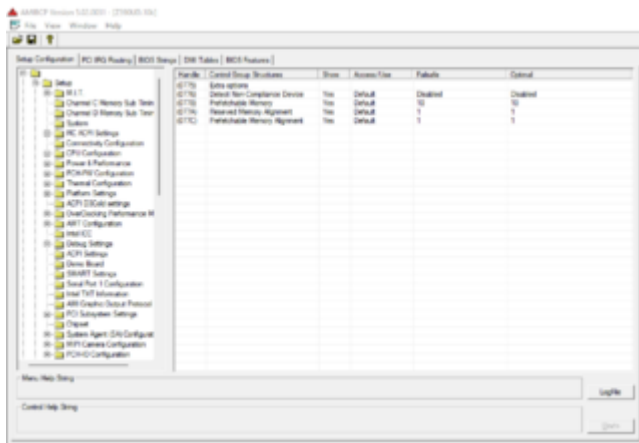 File View Window Help
Setup Configuration PCI IRQ Routing BIOS Strings DMI Tables BIOS Features
Handle Control Group Structures Show Access/Use Failsafe Optimal
Extra options
Detect Non-Compliance Device Yes Default Disabled Disabled
Prefetchable Memory Yes Default 10 10
Reserved Memory Alignment Yes Default 1 1
Prefetchable Memory Alignment Yes Default 1 1
Setup
M.I.T
Channel C Memory Sub Timin
Channel D Memory Sub Timin
System
ACPI Settings
Connectivity Configuration
CPU Configuration
Power & Performance
PCH-FW Configuration
Thermal Configuration
Platform Settings
ACPI D3Cold settings
OverClocking Performance M
AMT Configuration
Intel ICC
Debug Settings
ACPI Settings
Demo Board
SMART Settings
Serial Port 1 Configuration
Intel TXT Information
AMI Graphic Output Protocol
PCI Subsystem Settings
Chipset
System Agent (SA) Configurat
MIPI Camera Configuration
PCH-IO Configuration
Menu Help String
Logfile
Control Help String